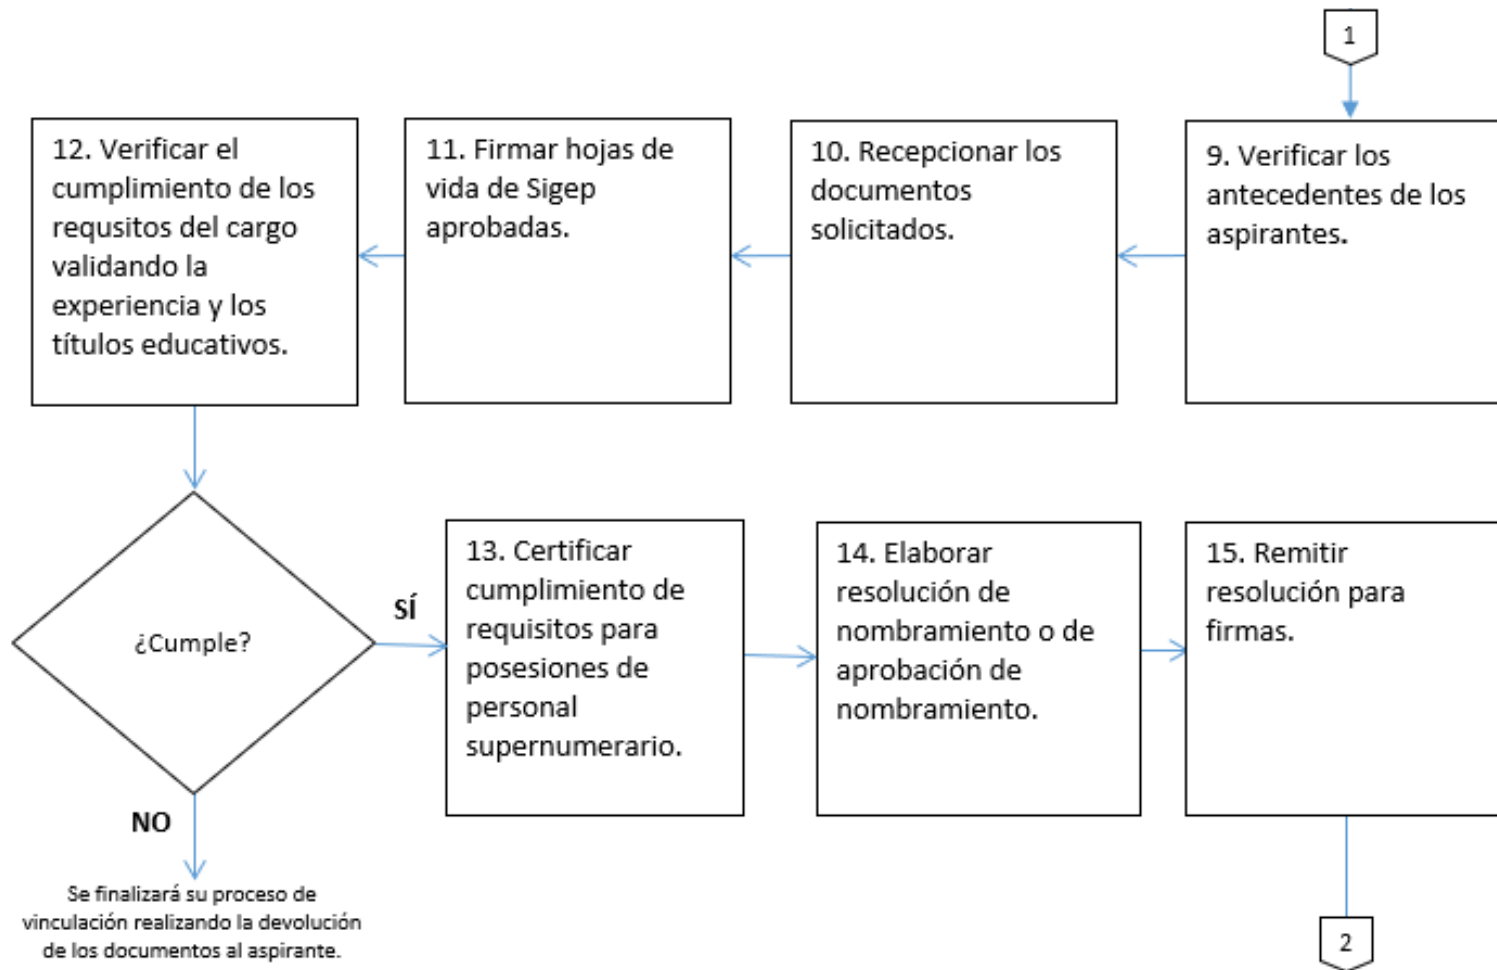 1
9. Verificar los
antecedentes de los
aspirantes.
10. Recepcionar los
documentos
solicitados.
11. Firmar hojas de
vida de Sigep
aprobadas.
12. Verificar el
cumplimiento de los
requsitos del cargo
validando la
experiencia y los
títulos educativos.
¿Cumple?
SÍ
13. Certificar
cumplimiento de
requisitos para
posesiones de
personal
supernumerario.
14. Elaborar
resolución de
nombramiento o de
aprobación de
nombramiento.
15. Remitir
resolución para
firmas.
NO
Se finalizará su proceso de
vinculación realizando la devolución
de los documentos al aspirante.
2